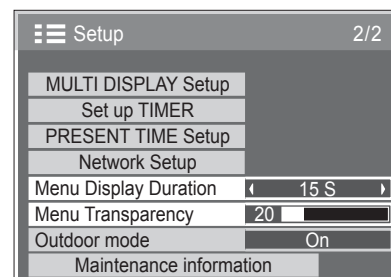 Setup 2/2
MULTI DISPLAY Setup
Set up TIMER
PRESENT TIME Setup
Network Setup
Menu Display Duration 15 S
Menu Transparency 20
Outdoor mode On
Maintenance information